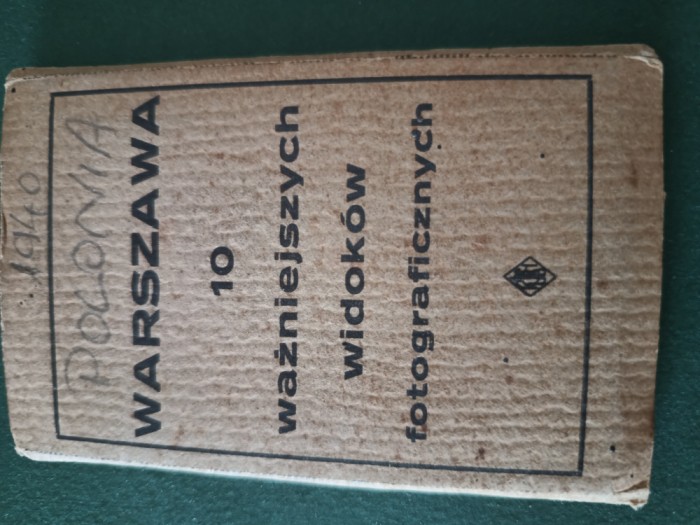 1940
POLONIA
WARSZAWA
10
ważniejszych
widoków
fotograficznych